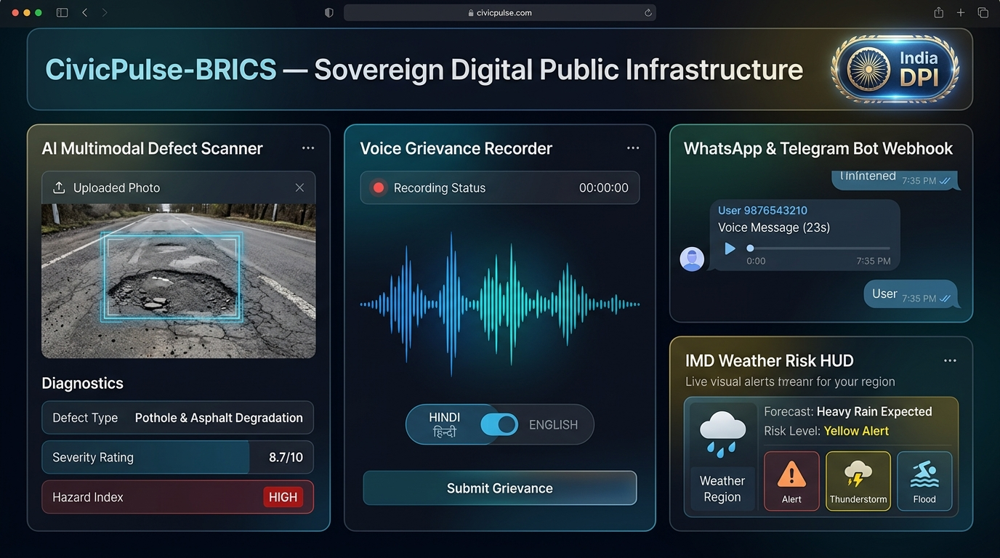 civicpulse.com
CivicPulse-BRICS — Sovereign Digital Public Infrastructure
India
DPI
AI Multimodal Defect Scanner
Uploaded Photo
Diagnostics
Defect Type Pothole & Asphalt Degradation
Severity Rating 8.7/10
Hazard Index HIGH
Voice Grievance Recorder
Recording Status 00:00:00
HINDI
हिन्दी
ENGLISH
Submit Grievance
WhatsApp & Telegram Bot Webhook
7:35 PM
User 9876543210
Voice Message (23s)
0:00 7:35 PM
User 7:35 PM
IMD Weather Risk HUD
Live visual alerts for your region
Forecast: Heavy Rain Expected
Risk Level: Yellow Alert
Weather
Region
Alert
Thunderstorm
Flood